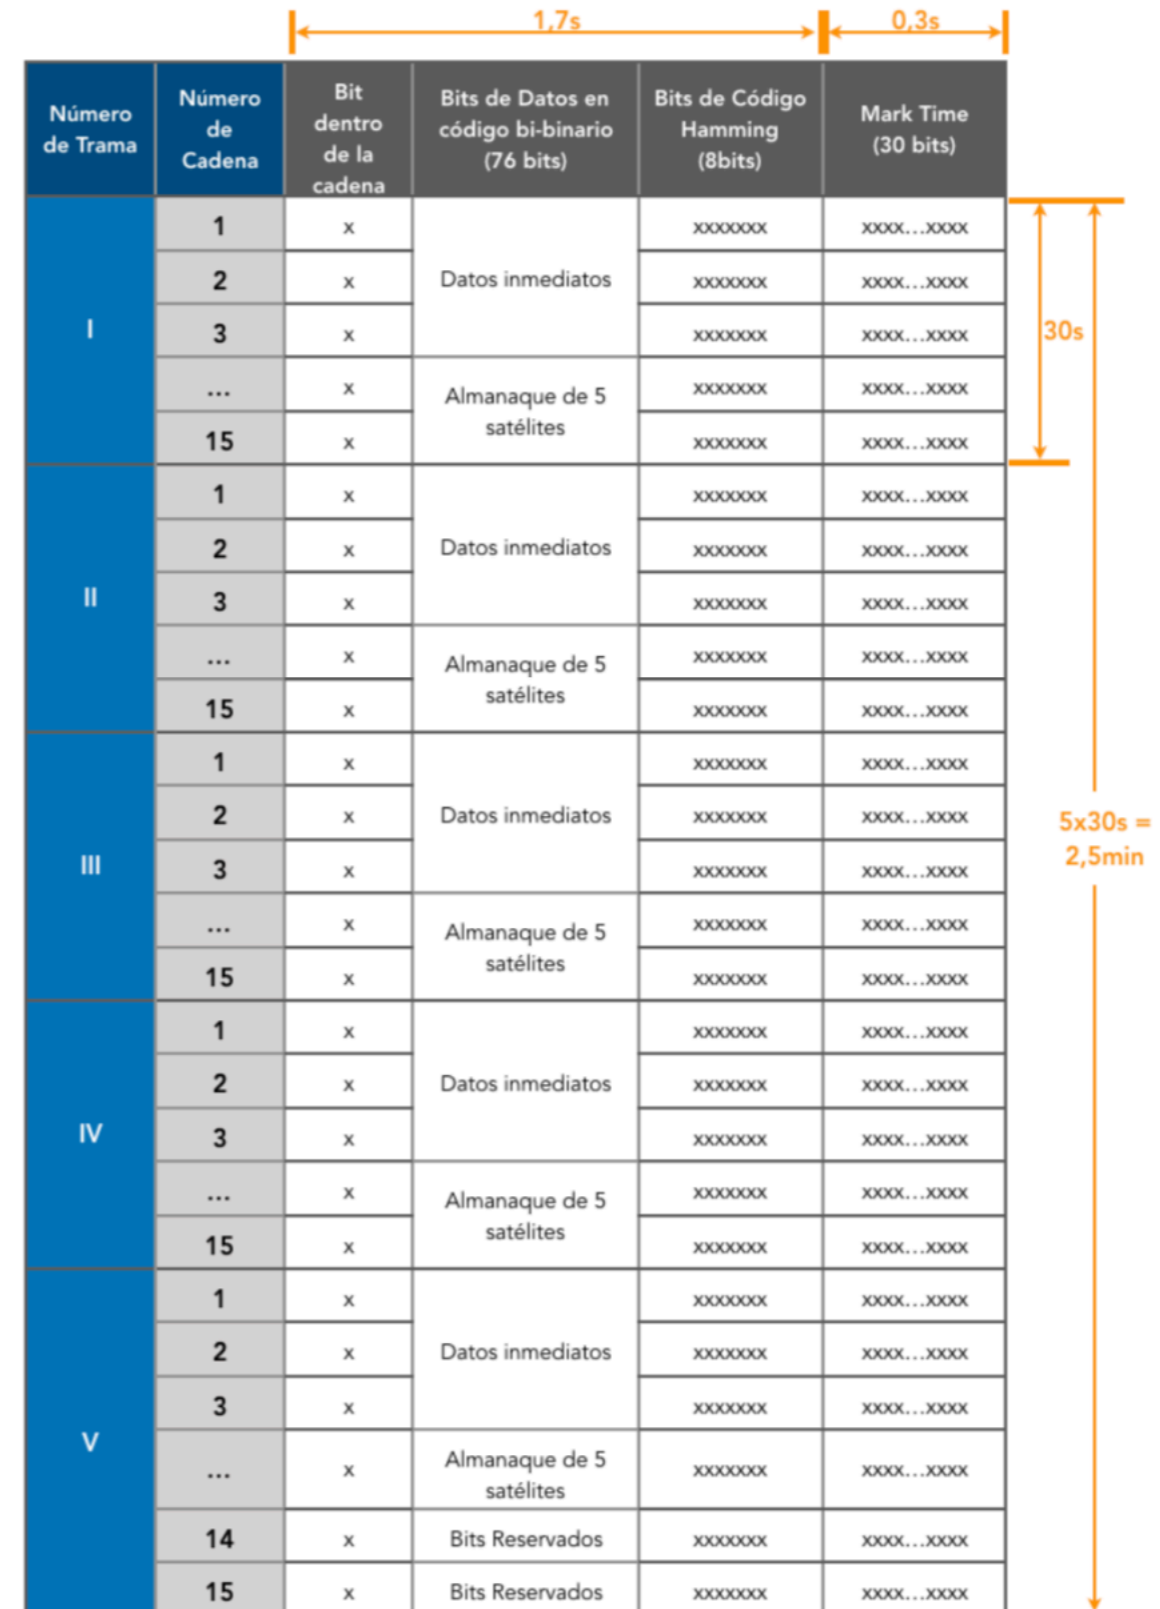 1,7s 0,3s
Número de Trama | Número de Cadena | Bit dentro de la cadena | Bits de Datos en código bi-binario (76 bits) | Bits de Código Hamming (8bits) | Mark Time (30 bits)
I | 1 | x | Datos inmediatos | xxxxxxx | xxxx...xxxx
2 | x | xxxxxxx | xxxx...xxxx
3 | x | xxxxxxx | xxxx...xxxx
30s
... | x | Almanaque de 5 satélites | xxxxxxx | xxxx...xxxx
15 | x | xxxxxxx | xxxx...xxxx
II | 1 | x | Datos inmediatos | xxxxxxx | xxxx...xxxx
2 | x | xxxxxxx | xxxx...xxxx
3 | x | xxxxxxx | xxxx...xxxx
... | x | Almanaque de 5 satélites | xxxxxxx | xxxx...xxxx
15 | x | xxxxxxx | xxxx...xxxx
III | 1 | x | Datos inmediatos | xxxxxxx | xxxx...xxxx
2 | x | xxxxxxx | xxxx...xxxx
5x30s =
2,5min
3 | x | xxxxxxx | xxxx...xxxx
... | x | Almanaque de 5 satélites | xxxxxxx | xxxx...xxxx
15 | x | xxxxxxx | xxxx...xxxx
IV | 1 | x | Datos inmediatos | xxxxxxx | xxxx...xxxx
2 | x | xxxxxxx | xxxx...xxxx
3 | x | xxxxxxx | xxxx...xxxx
... | x | Almanaque de 5 satélites | xxxxxxx | xxxx...xxxx
15 | x | xxxxxxx | xxxx...xxxx
V | 1 | x | Datos inmediatos | xxxxxxx | xxxx...xxxx
2 | x | xxxxxxx | xxxx...xxxx
3 | x | xxxxxxx | xxxx...xxxx
... | x | Almanaque de 5 satélites | xxxxxxx | xxxx...xxxx
14 | x | Bits Reservados | xxxxxxx | xxxx...xxxx
15 | x | Bits Reservados | xxxxxxx | xxxx...xxxx